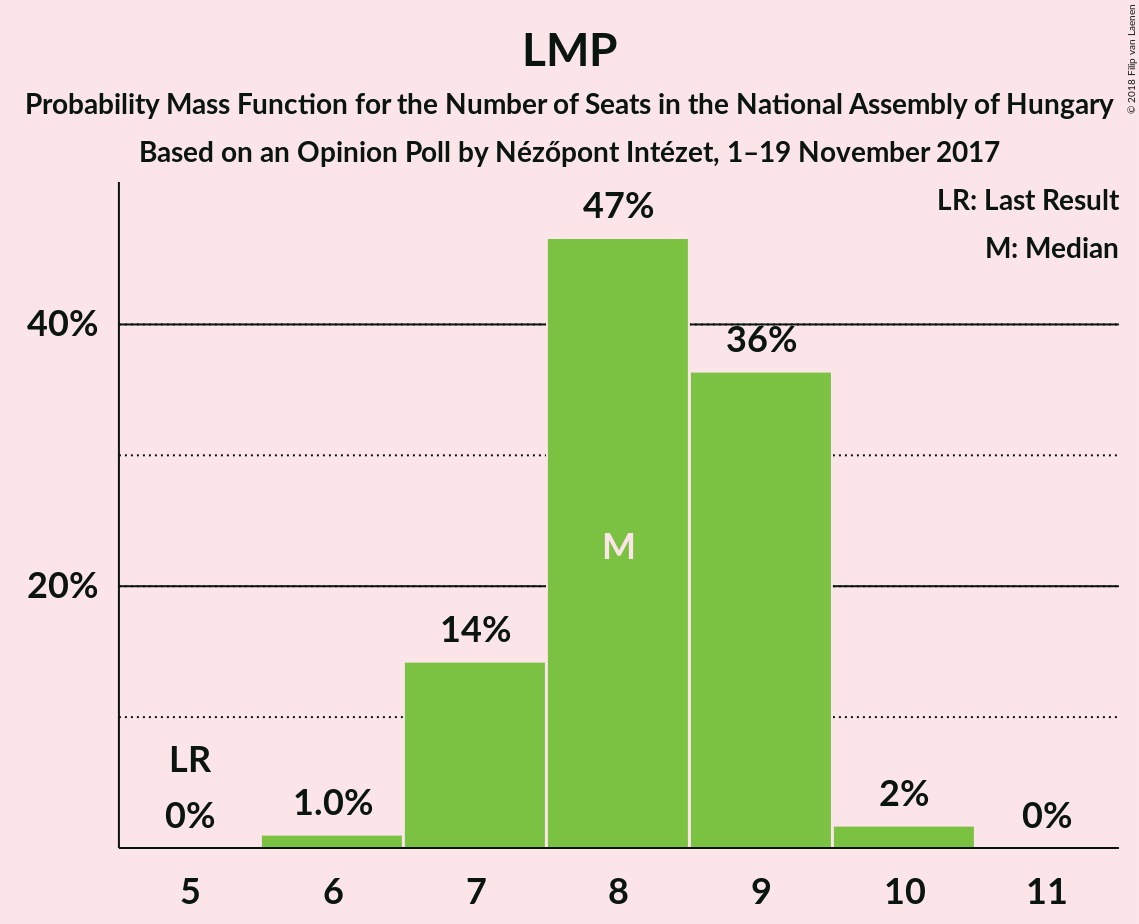 LMP
Probability Mass Function for the Number of Seats in the National Assembly of Hungary
Based on an Opinion Poll by Nézőpont Intézet, 1–19 November 2017
© 2018 Filip van Laenen
LR: Last Result
M: Median
47%
40%
36%
M
20%
14%
LR
0%
1.0%
2%
0%
5 6 7 8 9 10 11